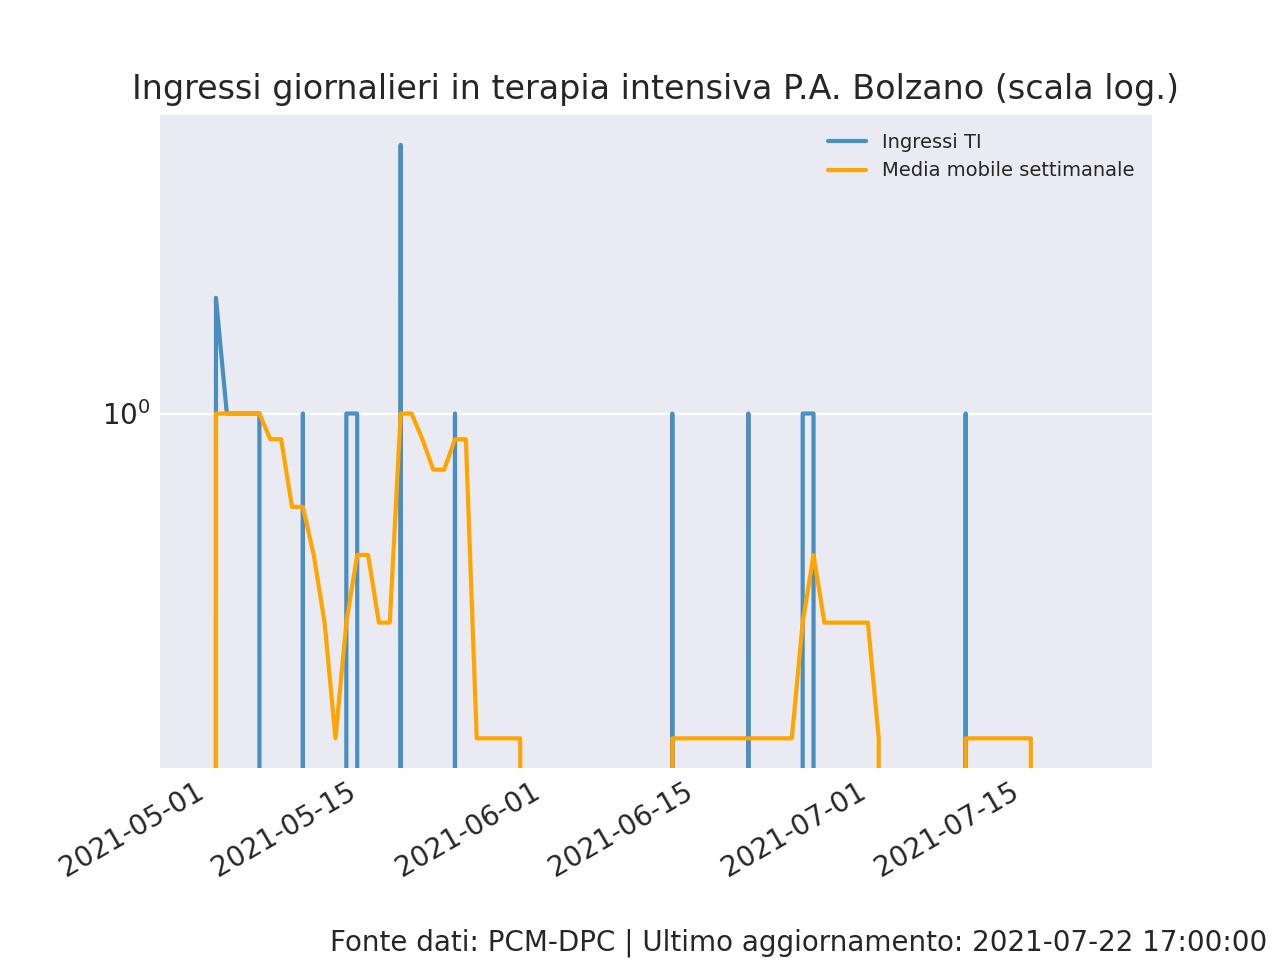 Ingressi giornalieri in terapia intensiva P.A. Bolzano (scala log.)
Ingressi TI
Media mobile settimanale
10⁰
2021-05-01
2021-05-15
2021-06-01
2021-06-15
2021-07-01
2021-07-15
Fonte dati: PCM-DPC | Ultimo aggiornamento: 2021-07-22 17:00:00